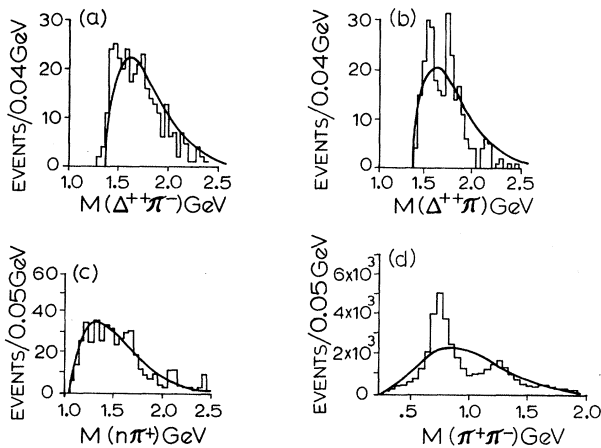 (a)
EVENTS/0.04GeV
30
20
10
0
1.0 1.5 2.0 2.5
M(Δ⁺⁺π⁻)GeV
(b)
EVENTS/0.04GeV
30
20
10
0
1.0 1.5 2.0 2.5
M(Δ⁺⁺π)GeV
(c)
EVENTS/0.05GeV
60
40
20
0
1.0 1.5 2.0 2.5
M(nπ⁺)GeV
(d)
EVENTS/0.05GeV
6x10³
4x10³
2x10³
0
.5 1.0 1.5 2.0
M(π⁺π⁻)GeV